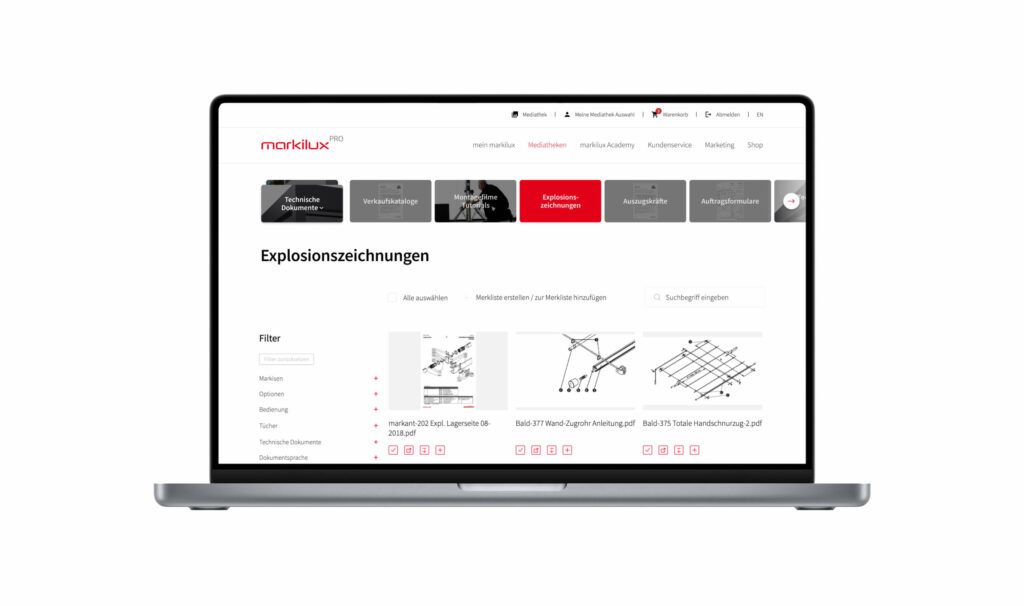 Mediathek | Meine Mediathek Auswahl | Warenkorb | Abmelden | EN
markilux PRO
mein markilux Mediatheken markilux Academy Kundenservice Marketing Shop
Technische
Dokumente
Verkaufskataloge
Montagefilme
Tutorials
Explosions-
zeichnungen
Auszugskräfte
Auftragsformulare
Explosionszeichnungen
Alle auswählen
Merkliste erstellen / zur Merkliste hinzufügen
Suchbegriff eingeben
Filter
Filter zurücksetzen
Markisen +
Optionen +
Bedienung +
Tücher +
Technische Dokumente +
Dokumentsprache +
markant-202 Expl. Lagerseite 08-
2018.pdf
Bald-377 Wand-Zugrohr Anleitung.pdf
Bald-375 Totale Handschnurzug-2.pdf